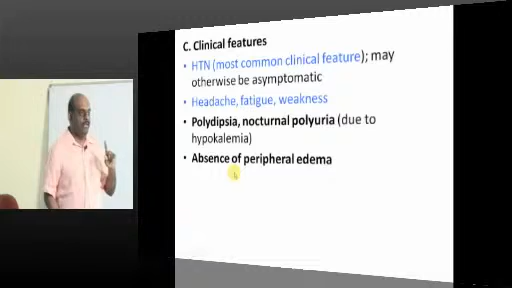 C. Clinical features
• HTN (most common clinical feature); may
otherwise be asymptomatic
• Headache, fatigue, weakness
• Polydipsia, nocturnal polyuria (due to
hypokalemia)
• Absence of peripheral edema